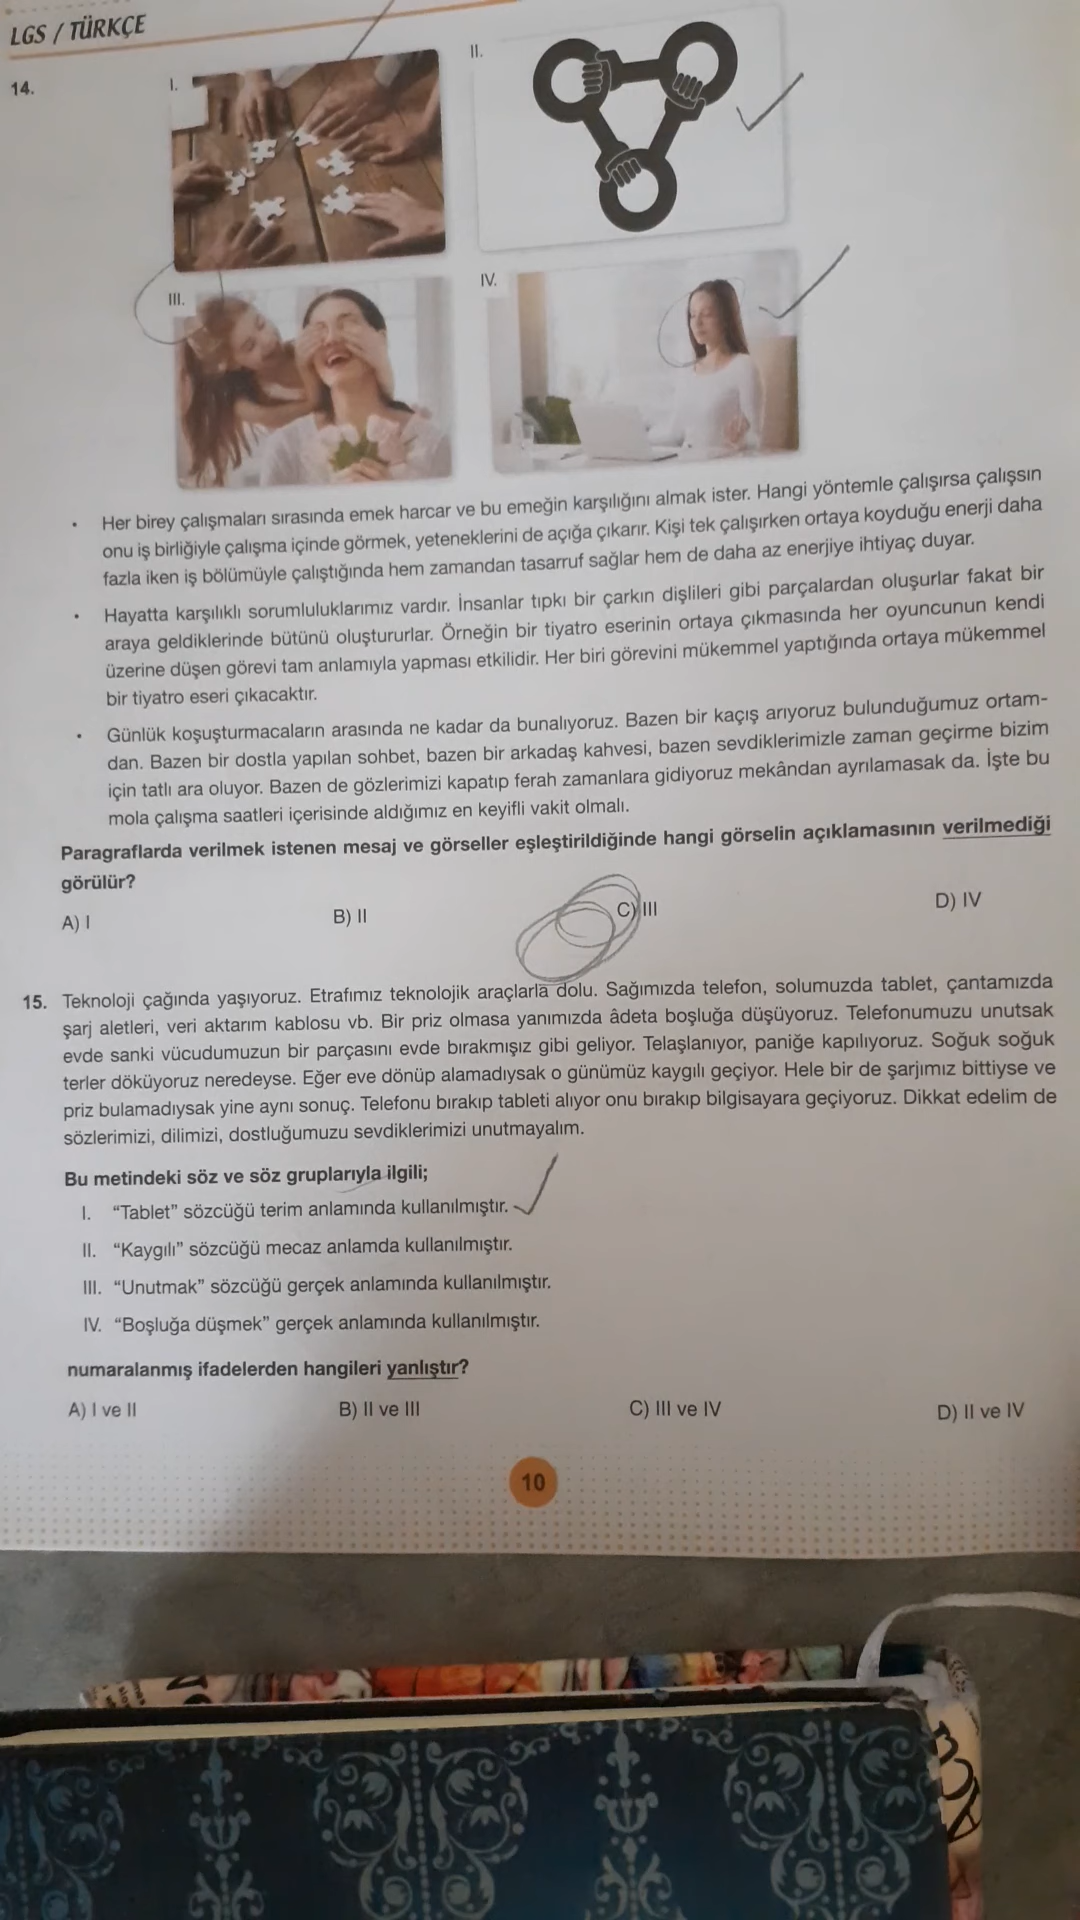 LGS / TÜRKÇE
14.
I.
II.
III.
IV.
• Her birey çalışmaları sırasında emek harcar ve bu emeğin karşılığını almak ister. Hangi yöntemle çalışırsa çalışsın
onu iş birliğiyle çalışma içinde görmek, yeteneklerini de açığa çıkarır. Kişi tek çalışırken ortaya koyduğu enerji daha
fazla iken iş bölümüyle çalıştığında hem zamandan tasarruf sağlar hem de daha az enerjiye ihtiyaç duyar.
• Hayatta karşılıklı sorumluluklarımız vardır. İnsanlar tıpkı bir çarkın dişlileri gibi parçalardan oluşurlar fakat bir
araya geldiklerinde bütünü oluştururlar. Örneğin bir tiyatro eserinin ortaya çıkmasında her oyuncunun kendi
üzerine düşen görevi tam anlamıyla yapması etkilidir. Her biri görevini mükemmel yaptığında ortaya mükemmel
bir tiyatro eseri çıkacaktır.
• Günlük koşuşturmacaların arasında ne kadar da bunalıyoruz. Bazen bir kaçış arıyoruz bulunduğumuz ortam-
dan. Bazen bir dostla yapılan sohbet, bazen bir arkadaş kahvesi, bazen sevdiklerimizle zaman geçirme bizim
için tatlı ara oluyor. Bazen de gözlerimizi kapatıp ferah zamanlara gidiyoruz mekândan ayrılamasak da. İşte bu
mola çalışma saatleri içerisinde aldığımız en keyifli vakit olmalı.
Paragraflarda verilmek istenen mesaj ve görseller eşleştirildiğinde hangi görselin açıklamasının verilmediği
görülür?
A) I
B) II
C) III
D) IV
15. Teknoloji çağında yaşıyoruz. Etrafımız teknolojik araçlarla dolu. Sağımızda telefon, solumuzda tablet, çantamızda
şarj aletleri, veri aktarım kablosu vb. Bir priz olmasa yanımızda âdeta boşluğa düşüyoruz. Telefonumuzu unutsak
evde sanki vücudumuzun bir parçasını evde bırakmışız gibi geliyor. Telaşlanıyor, paniğe kapılıyoruz. Soğuk soğuk
terler döküyoruz neredeyse. Eğer eve dönüp alamadıysak o günümüz kaygılı geçiyor. Hele bir de şarjımız bittiyse ve
priz bulamadıysak yine aynı sonuç. Telefonu bırakıp tableti alıyor onu bırakıp bilgisayara geçiyoruz. Dikkat edelim de
sözlerimizi, dilimizi, dostluğumuzu sevdiklerimizi unutmayalım.
Bu metindeki söz ve söz gruplarıyla ilgili;
I. “Tablet” sözcüğü terim anlamında kullanılmıştır.
II. “Kaygılı” sözcüğü mecaz anlamda kullanılmıştır.
III. “Unutmak” sözcüğü gerçek anlamında kullanılmıştır.
IV. “Boşluğa düşmek” gerçek anlamında kullanılmıştır.
numaralanmış ifadelerden hangileri yanlıştır?
A) I ve II
B) II ve III
C) III ve IV
D) II ve IV
10